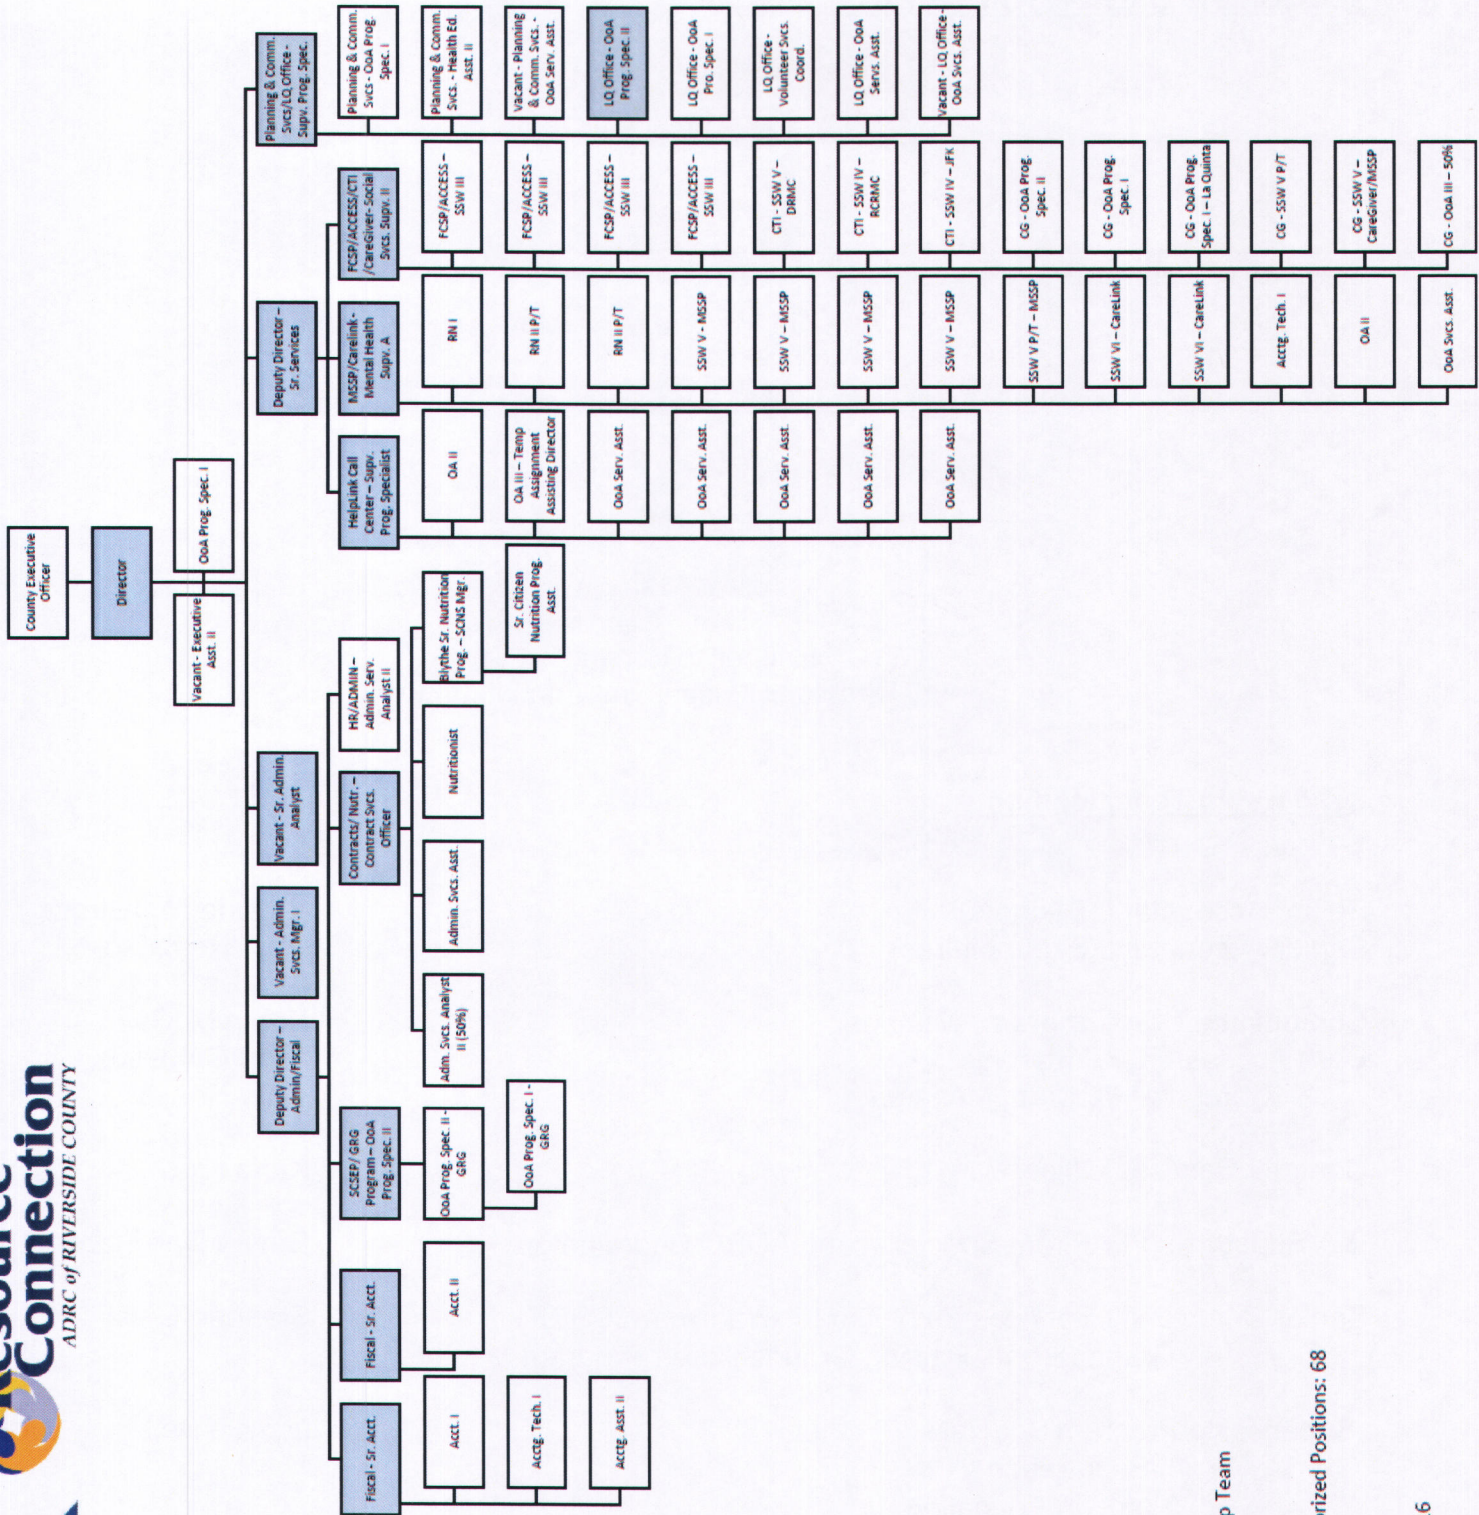 Connection
ADRC of RIVERSIDE COUNTY
County Executive
Officer
Director
Vacant - Executive
Asst. II
OoA Prog. Spec. I
Deputy Director –
Admin/Fiscal
Vacant - Admin.
Svcs. Mgr. I
Vacant - Sr. Admin.
Analyst
Deputy Director –
Sr. Services
Planning & Comm.
Svcs/LQ Office -
Supv. Prog. Spec.
Fiscal - Sr. Acct.
Fiscal - Sr. Acct.
SCSEP/ GRG
Program – OoA
Prog. Spec. II
Contracts/ Nutr. –
Contract Svcs.
Officer
HR/ADMIN –
Admin. Serv.
Analyst II
HelpLink Call
Center – Supv.
Prog. Specialist
MSSP/Carelink-
Mental Health
Supv. A
FCSP/ACCESS/CTI
/CareGiver- Social
Svcs. Supv. II
Acct. I
Acctg. Tech. I
Acctg. Asst. II
Acct. II
OoA Prog. Spec. II -
GRG
OoA Prog. Spec. I -
GRG
Adm. Svcs. Analyst
II (50%)
Admin. Svcs. Asst.
Nutritionist
Blythe Sr. Nutrition
Prog. – SCNS Mgr.
Sr. Citizen
Nutrition Prog.
Asst.
OA II
OA III – Temp
Assignment
Assisting Director
OoA Serv. Asst.
OoA Serv. Asst.
OoA Serv. Asst.
OoA Serv. Asst.
OoA Serv. Asst.
RN I
RN II P/T
RN II P/T
SSW V - MSSP
SSW V – MSSP
SSW V – MSSP
SSW V – MSSP
SSW V P/T – MSSP
SSW VI – CareLink
SSW VI – CareLink
Acctg. Tech. I
OA II
OoA Svcs. Asst.
FCSP/ACCESS –
SSW III
FCSP/ACCESS –
SSW III
FCSP/ACCESS –
SSW III
FCSP/ACCESS –
SSW III
CTI - SSW V –
DRMC
CTI - SSW IV –
RCRMC
CTI - SSW IV – JFK
CG - OoA Prog.
Spec. II
CG - OoA Prog.
Spec. I
CG - OoA Prog.
Spec. I – La Quinta
CG - SSW V P/T
CG - SSW V –
CareGiver/MSSP
CG - OoA III – 50%
Planning & Comm.
Svcs - OoA Prog.
Spec. I
Planning & Comm.
Svcs. - Health Ed.
Asst. II
Vacant - Planning
& Comm. Svcs. -
OoA Serv. Asst.
LQ Office - OoA
Prog. Spec. II
LQ Office - OoA
Pro. Spec. I
LQ Office -
Volunteer Svcs.
Coord.
LQ Office - OoA
Servs. Asst.
Vacant - LQ Office -
OoA Svcs. Asst.
Team
Positions: 68